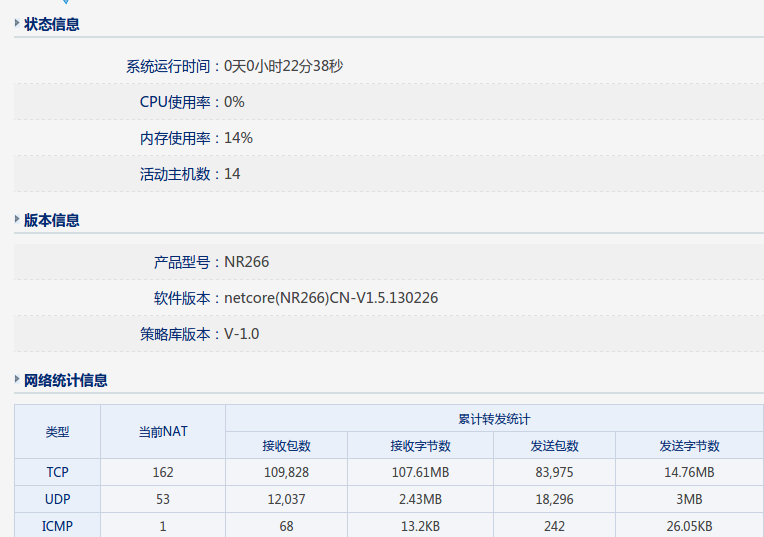 状态信息
系统运行时间：0天0小时22分38秒
CPU使用率：0%
内存使用率：14%
活动主机数：14
版本信息
产品型号：NR266
软件版本：netcore(NR266)CN-V1.5.130226
策略库版本：V-1.0
网络统计信息
类型 当前NAT 累计转发统计
接收包数 接收字节数 发送包数 发送字节数
TCP 162 109,828 107.61MB 83,975 14.76MB
UDP 53 12,037 2.43MB 18,296 3MB
ICMP 1 68 13.2KB 242 26.05KB